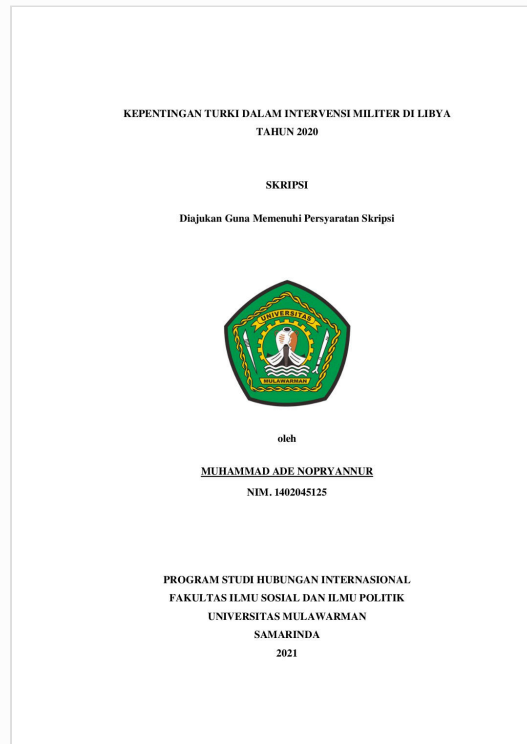 KEPENTINGAN TURKI DALAM INTERVENSI MILITER DI LIBYA
TAHUN 2020
SKRIPSI
Diajukan Guna Memenuhi Persyaratan Skripsi
UNIVERSITAS
MULAWARMAN
oleh
MUHAMMAD ADE NOPRYANNUR
NIM. 1402045125
PROGRAM STUDI HUBUNGAN INTERNASIONAL
FAKULTAS ILMU SOSIAL DAN ILMU POLITIK
UNIVERSITAS MULAWARMAN
SAMARINDA
2021